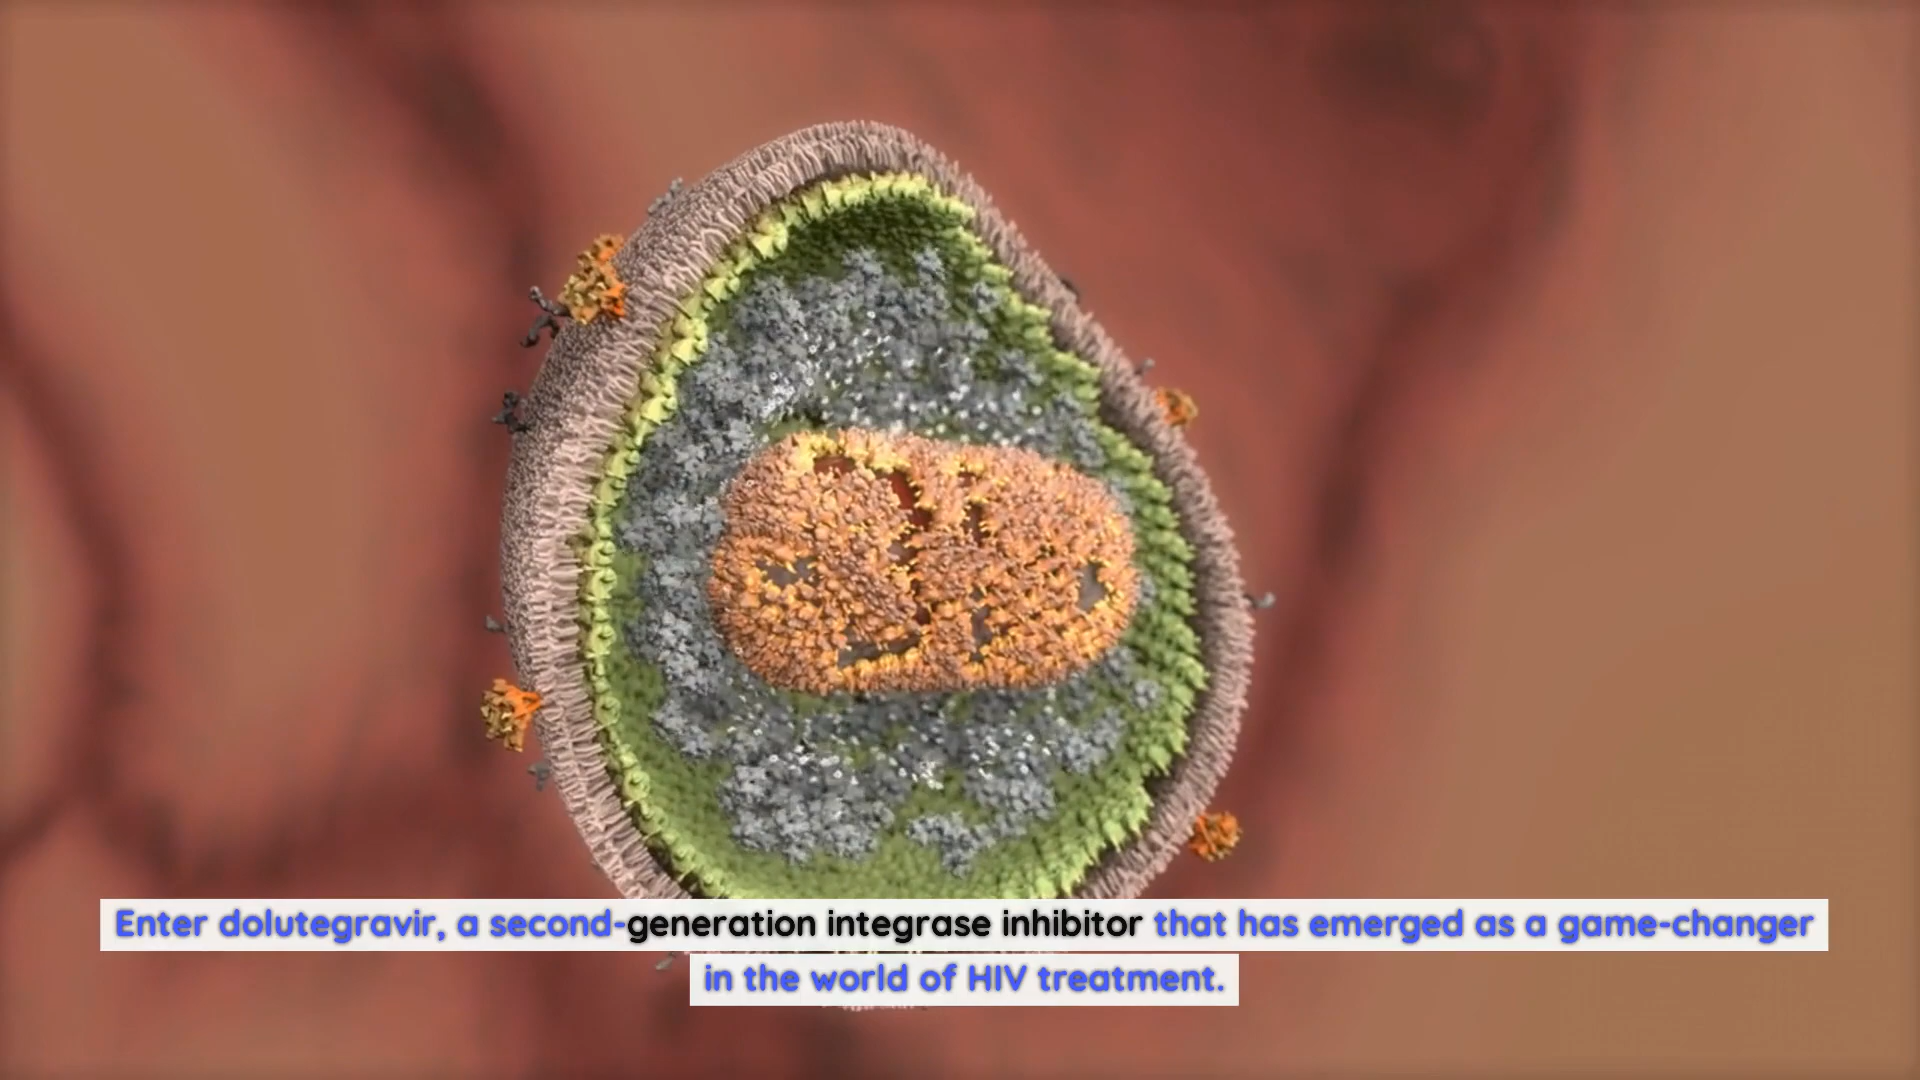 Enter dolutegravir, a second-generation integrase inhibitor that has emerged as a game-changer
in the world of HIV treatment.